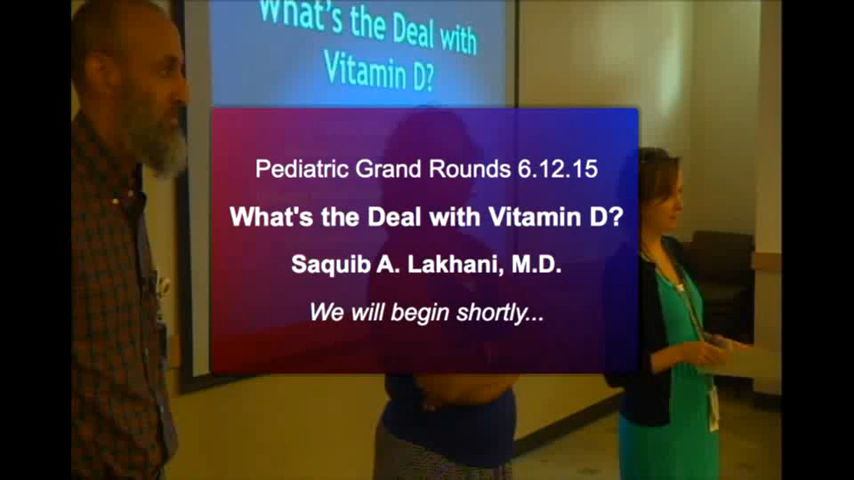 What's the Deal with
Vitamin D?
Pediatric Grand Rounds 6.12.15
What's the Deal with Vitamin D?
Saquib A. Lakhani, M.D.
We will begin shortly...